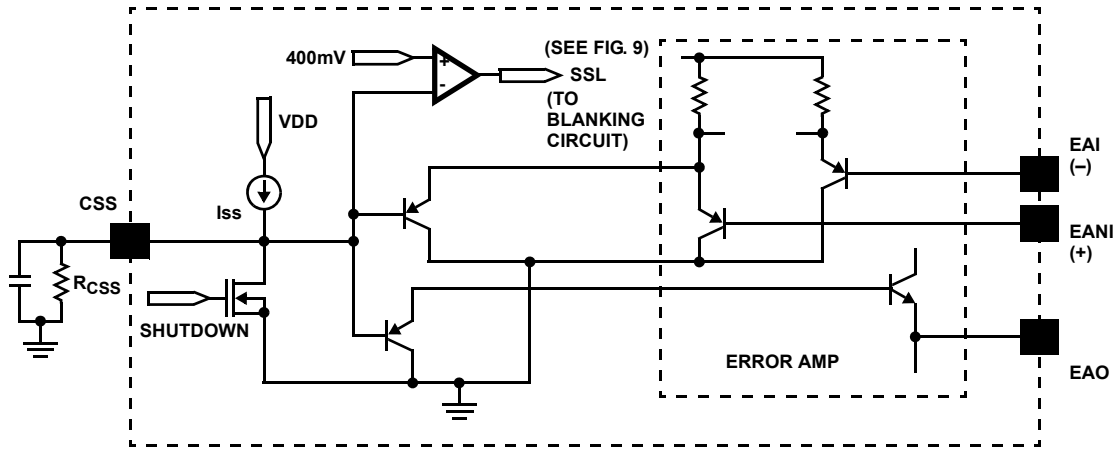 400mV
+
-
(SEE FIG. 9)
SSL
(TO
BLANKING
CIRCUIT)
VDD
EAI
(–)
CSS
Iss
EANI
(+)
RCSS
SHUTDOWN
ERROR AMP
EAO